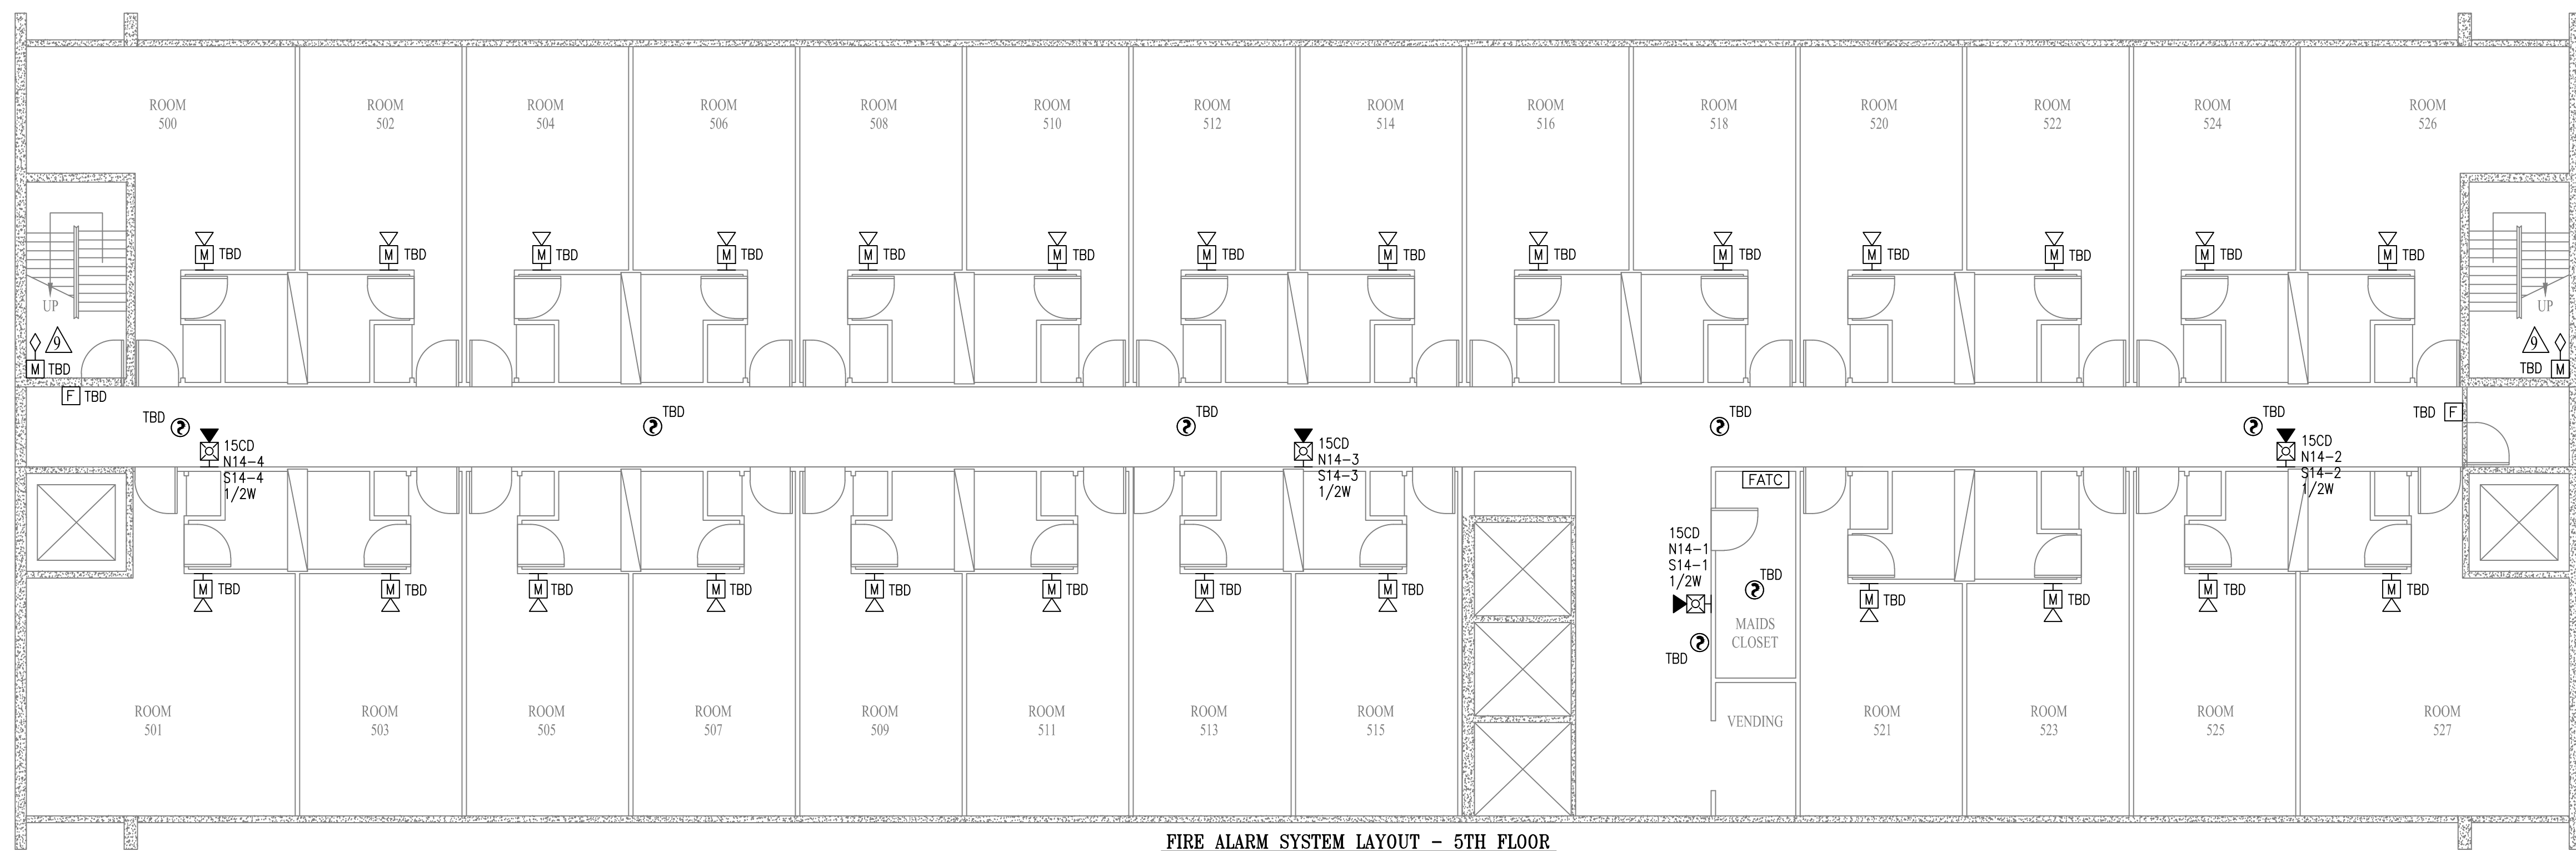 ROOM
500
ROOM
502
ROOM
504
ROOM
506
ROOM
508
ROOM
510
ROOM
512
ROOM
514
ROOM
516
ROOM
518
ROOM
520
ROOM
522
ROOM
524
ROOM
526
M TBD
M TBD
M TBD
M TBD
M TBD
M TBD
M TBD
M TBD
M TBD
M TBD
M TBD
M TBD
M TBD
M TBD
UP
UP
9
M TBD
9
TBD M
F TBD
TBD
TBD
TBD
TBD
TBD
TBD F
15CD
N14-4
S14-4
1/2W
15CD
N14-3
S14-3
1/2W
15CD
N14-2
S14-2
1/2W
FATC
15CD
N14-1
S14-1
1/2W
TBD
MAIDS
CLOSET
TBD
M TBD
M TBD
M TBD
M TBD
M TBD
M TBD
M TBD
M TBD
M TBD
M TBD
M TBD
M TBD
ROOM
501
ROOM
503
ROOM
505
ROOM
507
ROOM
509
ROOM
511
ROOM
513
ROOM
515
VENDING
ROOM
521
ROOM
523
ROOM
525
ROOM
527
FIRE ALARM SYSTEM LAYOUT - 5TH FLOOR